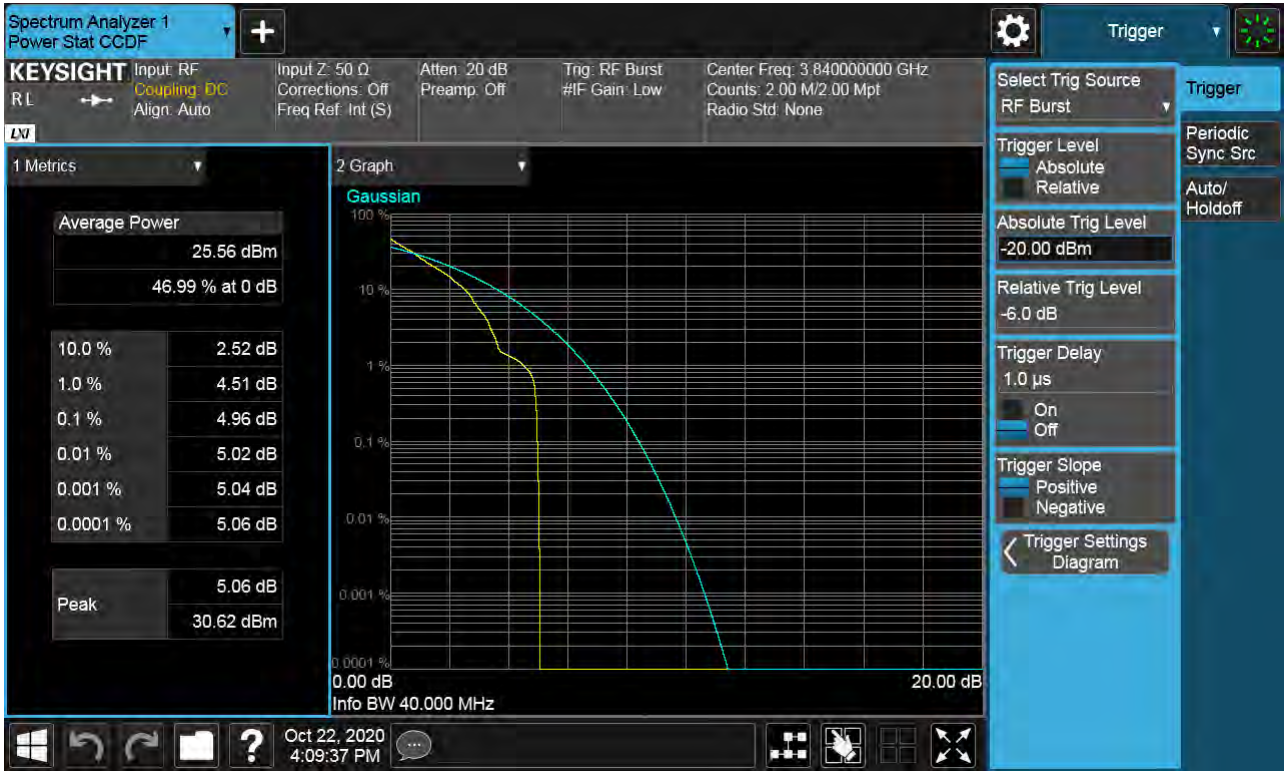 Spectrum Analyzer 1
Power Stat CCDF
+
Trigger
KEYSIGHT
RL
LXI
Input: RF
Coupling: DC
Align: Auto
Input Z: 50 Ω
Corrections: Off
Freq Ref: Int (S)
Atten: 20 dB
Preamp: Off
Trig: RF Burst
#IF Gain: Low
Center Freq: 3.840000000 GHz
Counts: 2.00 M/2.00 Mpt
Radio Std: None
1 Metrics
Average Power
25.56 dBm
46.99 % at 0 dB
10.0 % 2.52 dB
1.0 % 4.51 dB
0.1 % 4.96 dB
0.01 % 5.02 dB
0.001 % 5.04 dB
0.0001 % 5.06 dB
Peak
5.06 dB
30.62 dBm
2 Graph
Gaussian
100 %
10 %
1 %
0.1 %
0.01 %
0.001 %
0.0001 %
0.00 dB 20.00 dB
Info BW 40.000 MHz
Select Trig Source
RF Burst
Trigger Level
Absolute
Relative
Absolute Trig Level
-20.00 dBm
Relative Trig Level
-6.0 dB
Trigger Delay
1.0 µs
On
Off
Trigger Slope
Positive
Negative
Trigger Settings
Diagram
Trigger
Periodic
Sync Src
Auto/
Holdoff
?
Oct 22, 2020
4:09:37 PM